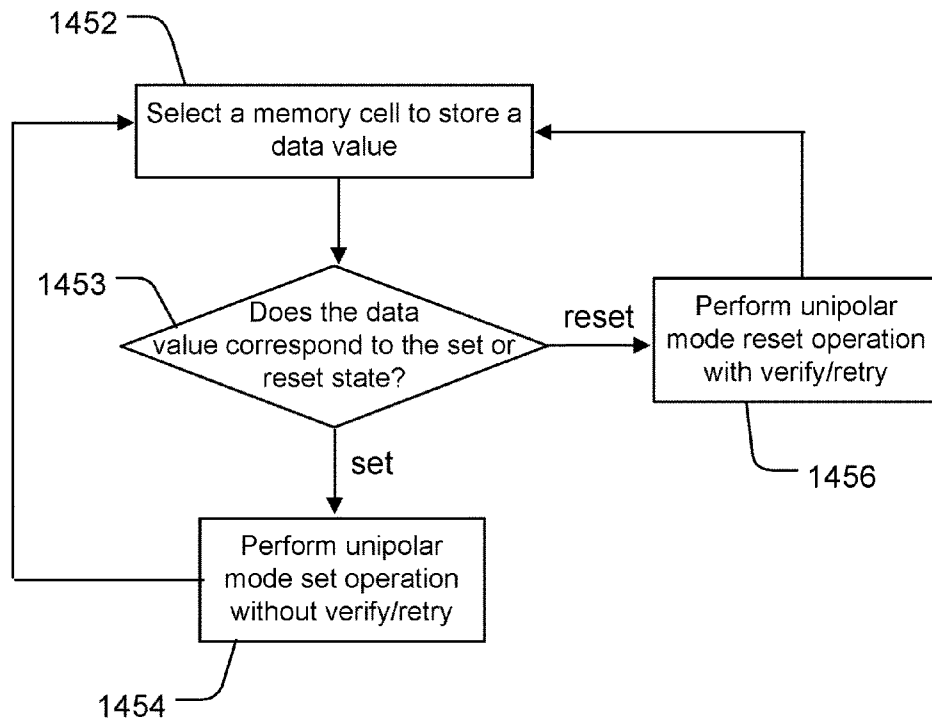 1452
Select a memory cell to store a
data value
1453
Does the data
value correspond to the set or
reset state?
reset
Perform unipolar
mode reset operation
with verify/retry
1456
set
Perform unipolar
mode set operation
without verify/retry
1454